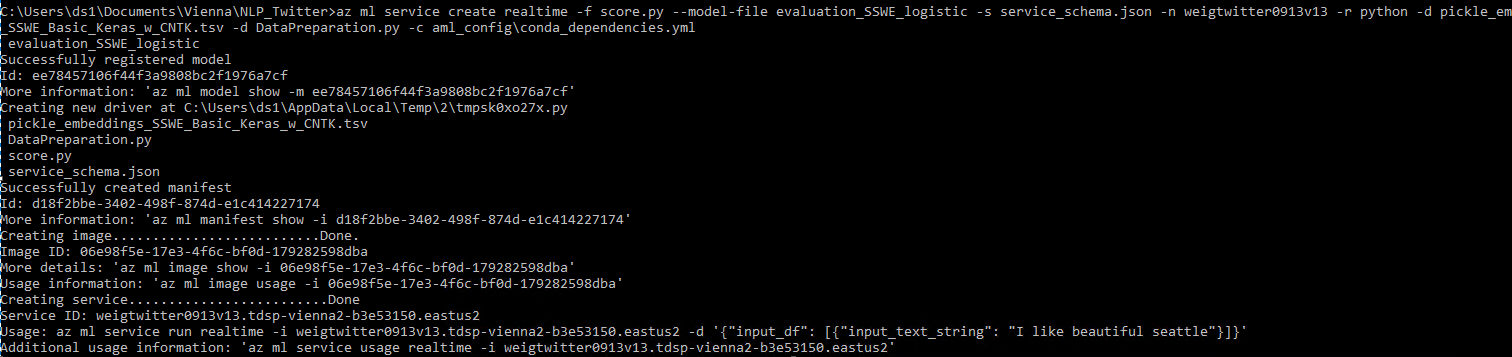 C:\Users\ds1\Documents\Vienna\NLP_Twitter>az ml service create realtime -f score.py --model-file evaluation_SSWE_logistic -s service_schema.json -n weigtwitter0913v13 -r python -d pickle_em
_SSWE_Basic_Keras_w_CNTK.tsv -d DataPreparation.py -c aml_config\conda_dependencies.yml
 evaluation_SSWE_logistic
Successfully registered model
Id: ee78457106f44f3a9808bc2f1976a7cf
More information: 'az ml model show -m ee78457106f44f3a9808bc2f1976a7cf'
Creating new driver at C:\Users\ds1\AppData\Local\Temp\2\tmpsk0xo27x.py
 pickle_embeddings_SSWE_Basic_Keras_w_CNTK.tsv
 DataPreparation.py
 score.py
 service_schema.json
Successfully created manifest
Id: d18f2bbe-3402-498f-874d-e1c414227174
More information: 'az ml manifest show -i d18f2bbe-3402-498f-874d-e1c414227174'
Creating image..........................Done.
Image ID: 06e98f5e-17e3-4f6c-bf0d-179282598dba
More details: 'az ml image show -i 06e98f5e-17e3-4f6c-bf0d-179282598dba'
Usage information: 'az ml image usage -i 06e98f5e-17e3-4f6c-bf0d-179282598dba'
Creating service.........................Done
Service ID: weigtwitter0913v13.tdsp-vienna2-b3e53150.eastus2
Usage: az ml service run realtime -i weigtwitter0913v13.tdsp-vienna2-b3e53150.eastus2 -d '{"input_df": [{"input_text_string": "I like beautiful seattle"}]}'
Additional usage information: 'az ml service usage realtime -i weigtwitter0913v13.tdsp-vienna2-b3e53150.eastus2'